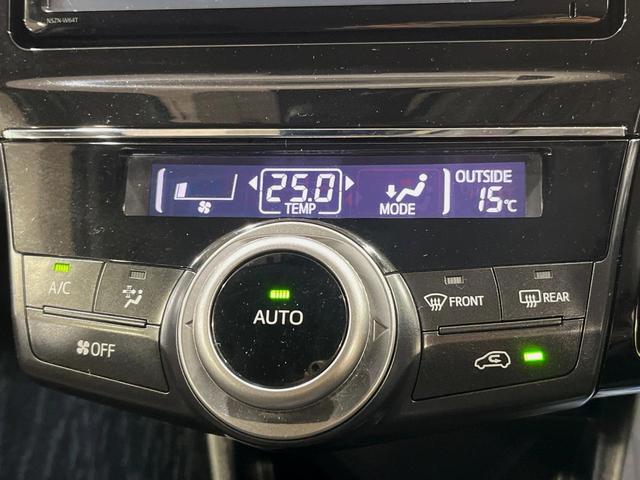 NSZN-W64T
25.0
TEMP
MODE
OUTSIDE
15℃
A/C
OFF
AUTO
FRONT
REAR